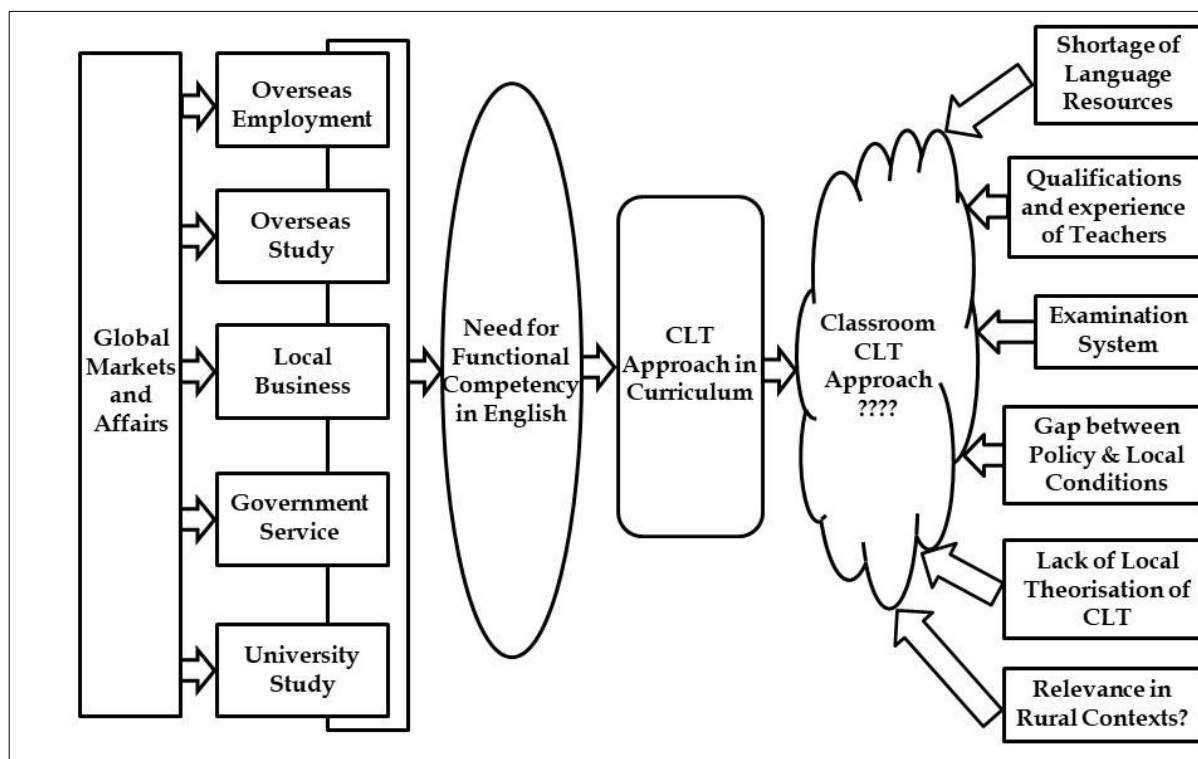 Global
Markets
and
Affairs
Overseas
Employment
Overseas
Study
Local
Business
Government
Service
University
Study
Need for
Functional
Competency
in English
CLT
Approach in
Curriculum
Classroom
CLT
Approach
????
Shortage of
Language
Resources
Qualifications
and experience
of Teachers
Examination
System
Gap between
Policy & Local
Conditions
Lack of Local
Theorisation of
CLT
Relevance in
Rural Contexts?